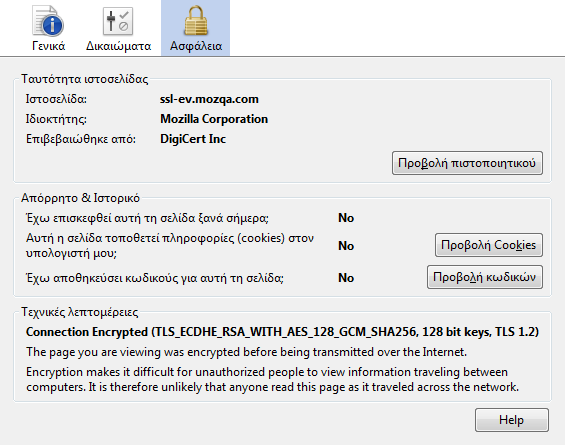 Γενικά Δικαιώματα Ασφάλεια
Ταυτότητα ιστοσελίδας
Ιστοσελίδα: ssl-ev.mozqa.com
Ιδιοκτήτης: Mozilla Corporation
Επιβεβαιώθηκε από: DigiCert Inc
Προβολή πιστοποιητικού
Απόρρητο & Ιστορικό
Έχω επισκεφθεί αυτή τη σελίδα ξανά σήμερα; No
Αυτή η σελίδα τοποθετεί πληροφορίες (cookies) στον
υπολογιστή μου; No Προβολή Cookies
Έχω αποθηκεύσει κωδικούς για αυτή τη σελίδα; No Προβολή κωδικών
Τεχνικές λεπτομέρειες
Connection Encrypted (TLS_ECDHE_RSA_WITH_AES_128_GCM_SHA256, 128 bit keys, TLS 1.2)
The page you are viewing was encrypted before being transmitted over the Internet.
Encryption makes it difficult for unauthorized people to view information traveling between
computers. It is therefore unlikely that anyone read this page as it traveled across the network.
Help